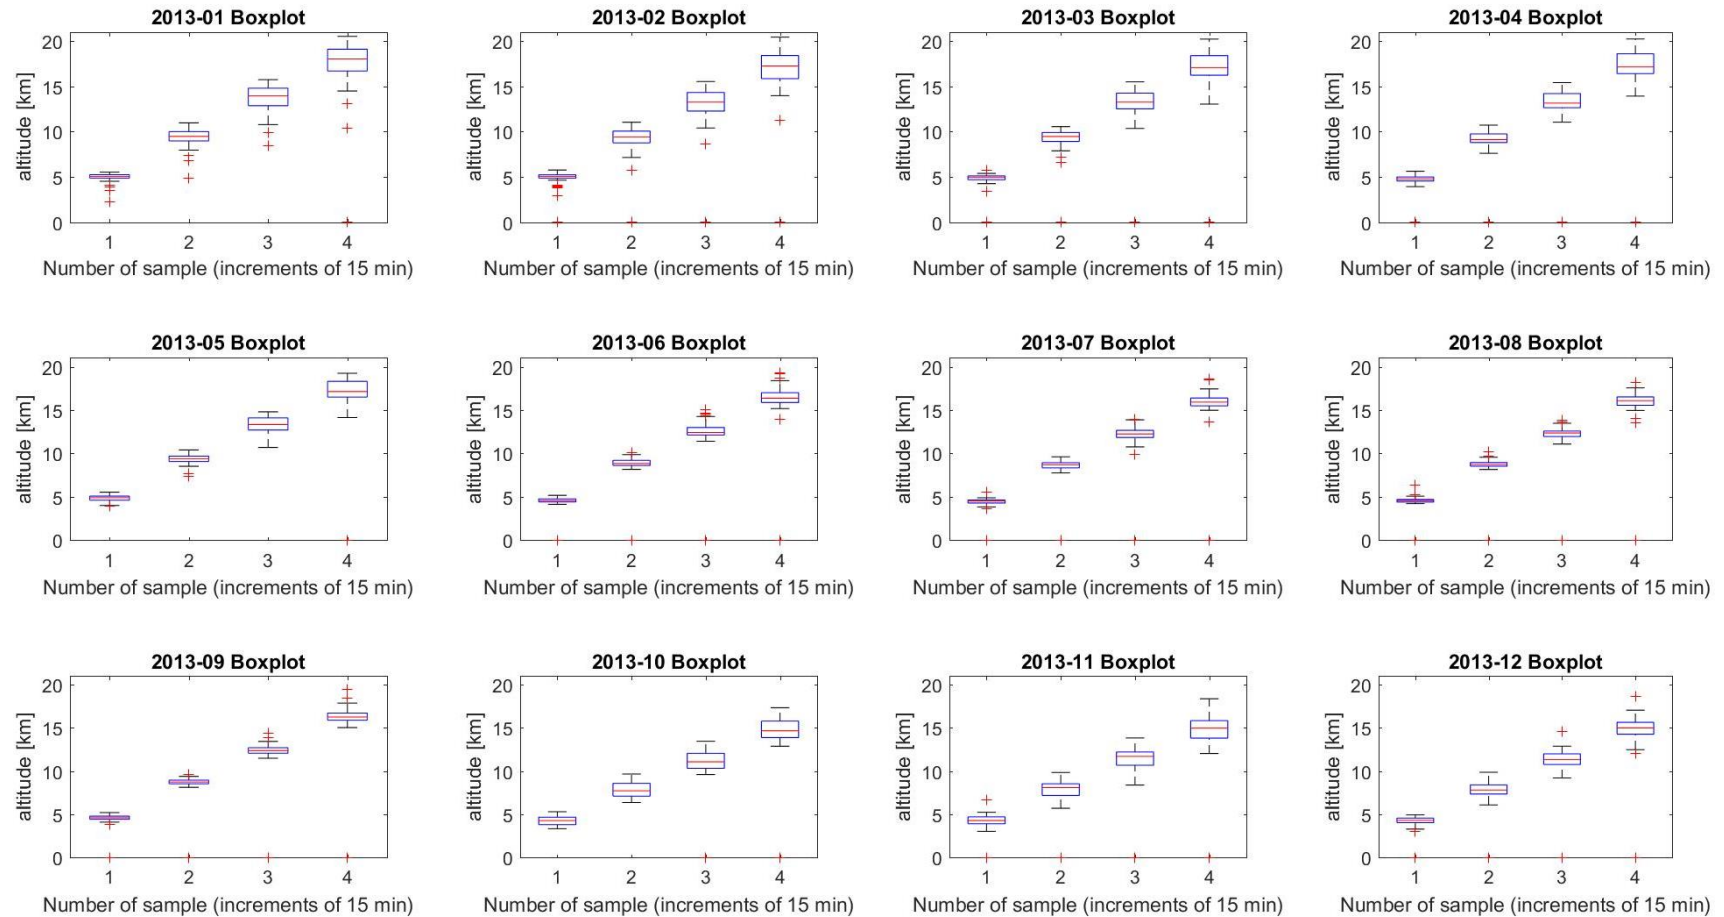 2013-01 Boxplot
20
15
10
5
0
altitude [km]
1 2 3 4
Number of sample (increments of 15 min)
2013-02 Boxplot
20
15
10
5
0
altitude [km]
1 2 3 4
Number of sample (increments of 15 min)
2013-03 Boxplot
20
15
10
5
0
altitude [km]
1 2 3 4
Number of sample (increments of 15 min)
2013-04 Boxplot
20
15
10
5
0
altitude [km]
1 2 3 4
Number of sample (increments of 15 min)
2013-05 Boxplot
20
15
10
5
0
altitude [km]
1 2 3 4
Number of sample (increments of 15 min)
2013-06 Boxplot
20
15
10
5
0
altitude [km]
1 2 3 4
Number of sample (increments of 15 min)
2013-07 Boxplot
20
15
10
5
0
altitude [km]
1 2 3 4
Number of sample (increments of 15 min)
2013-08 Boxplot
20
15
10
5
0
altitude [km]
1 2 3 4
Number of sample (increments of 15 min)
2013-09 Boxplot
20
15
10
5
0
altitude [km]
1 2 3 4
Number of sample (increments of 15 min)
2013-10 Boxplot
20
15
10
5
0
altitude [km]
1 2 3 4
Number of sample (increments of 15 min)
2013-11 Boxplot
20
15
10
5
0
altitude [km]
1 2 3 4
Number of sample (increments of 15 min)
2013-12 Boxplot
20
15
10
5
0
altitude [km]
1 2 3 4
Number of sample (increments of 15 min)